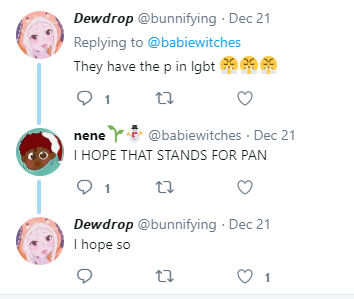 Dewdrop @bunnifying · Dec 21
Replying to @babiewitches
They have the p in lgbt 😤😤😤
1
nene🌱⛄ @babiewitches · Dec 21
I HOPE THAT STANDS FOR PAN
1
Dewdrop @bunnifying · Dec 21
I hope so
1